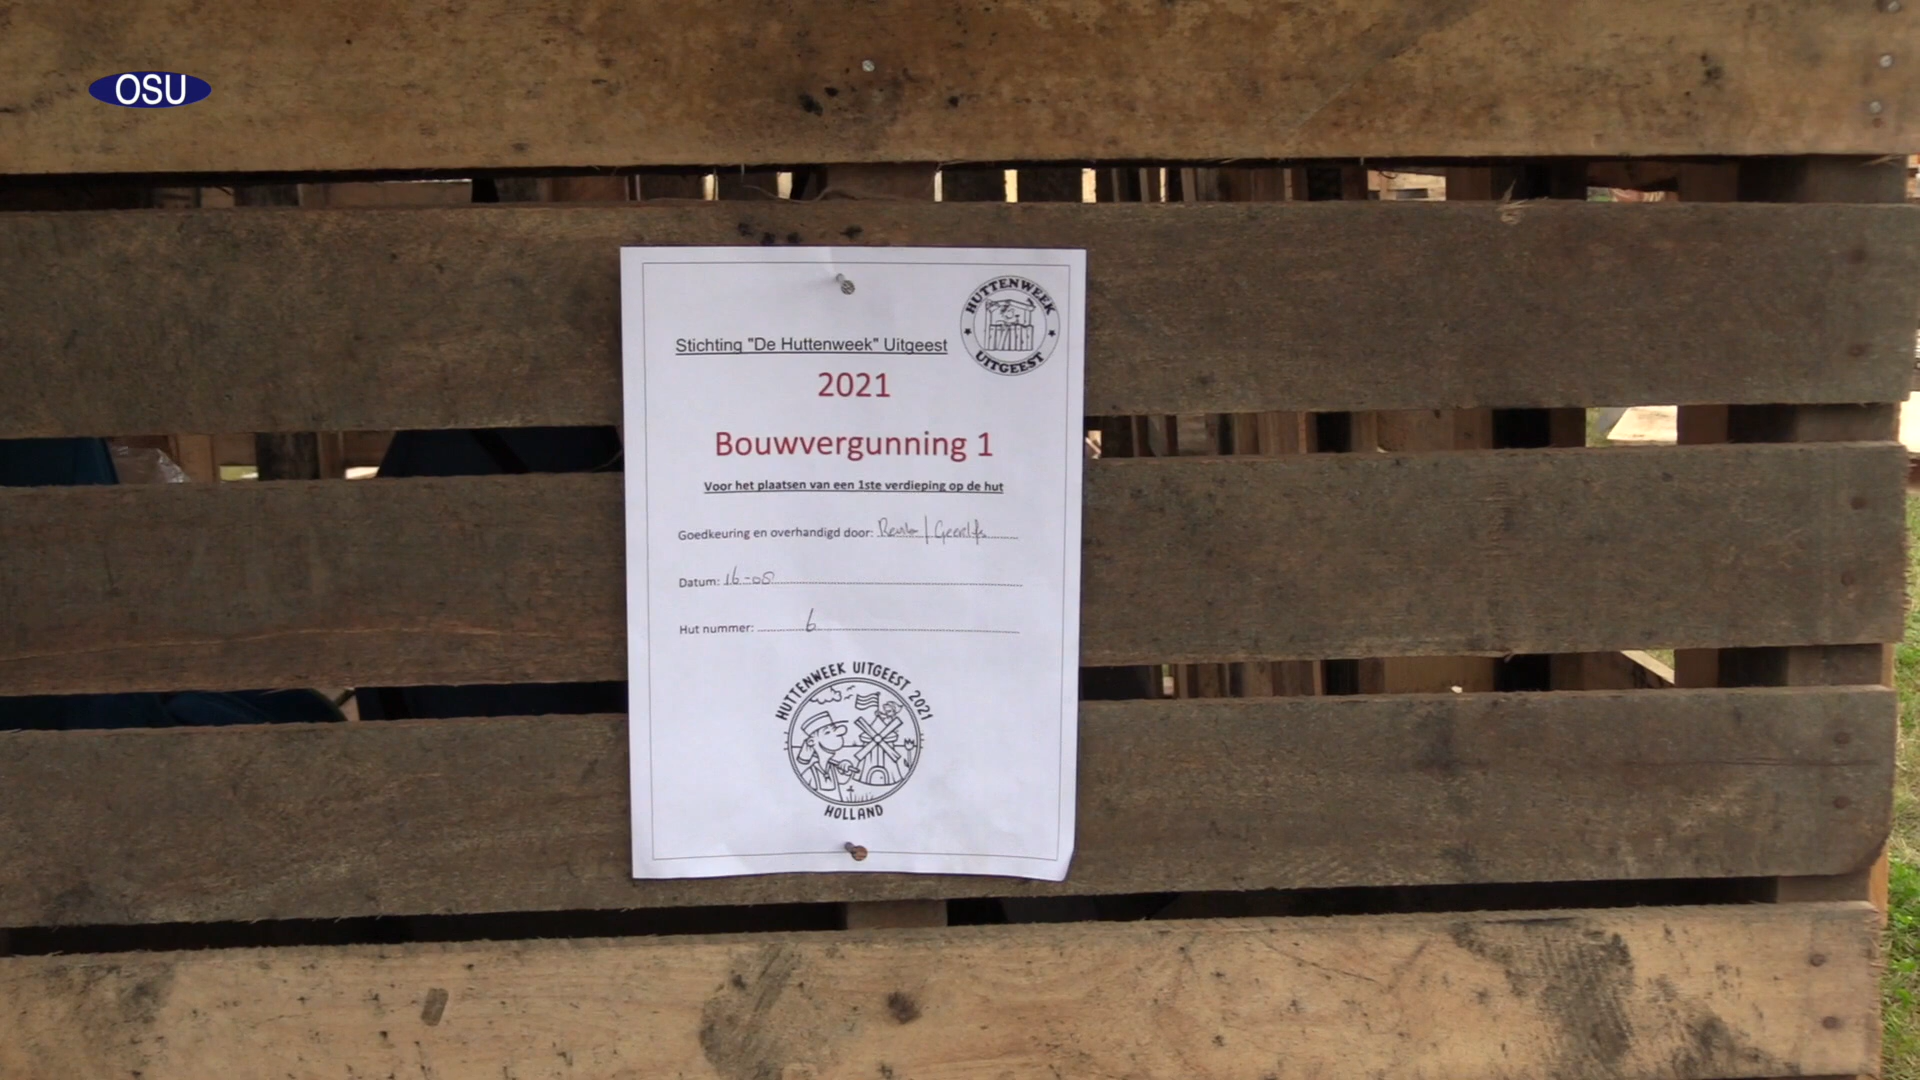 OSU
HUTTENWEEK
UITGEEST
Stichting "De Huttenweek" Uitgeest
2021
Bouwvergunning 1
Voor het plaatsen van een 1ste verdieping op de hut
Goedkeuring en overhandigd door:
Datum: 16-08
Hut nummer: 6
HUTTENWEEK UITGEEST 2021
HOLLAND